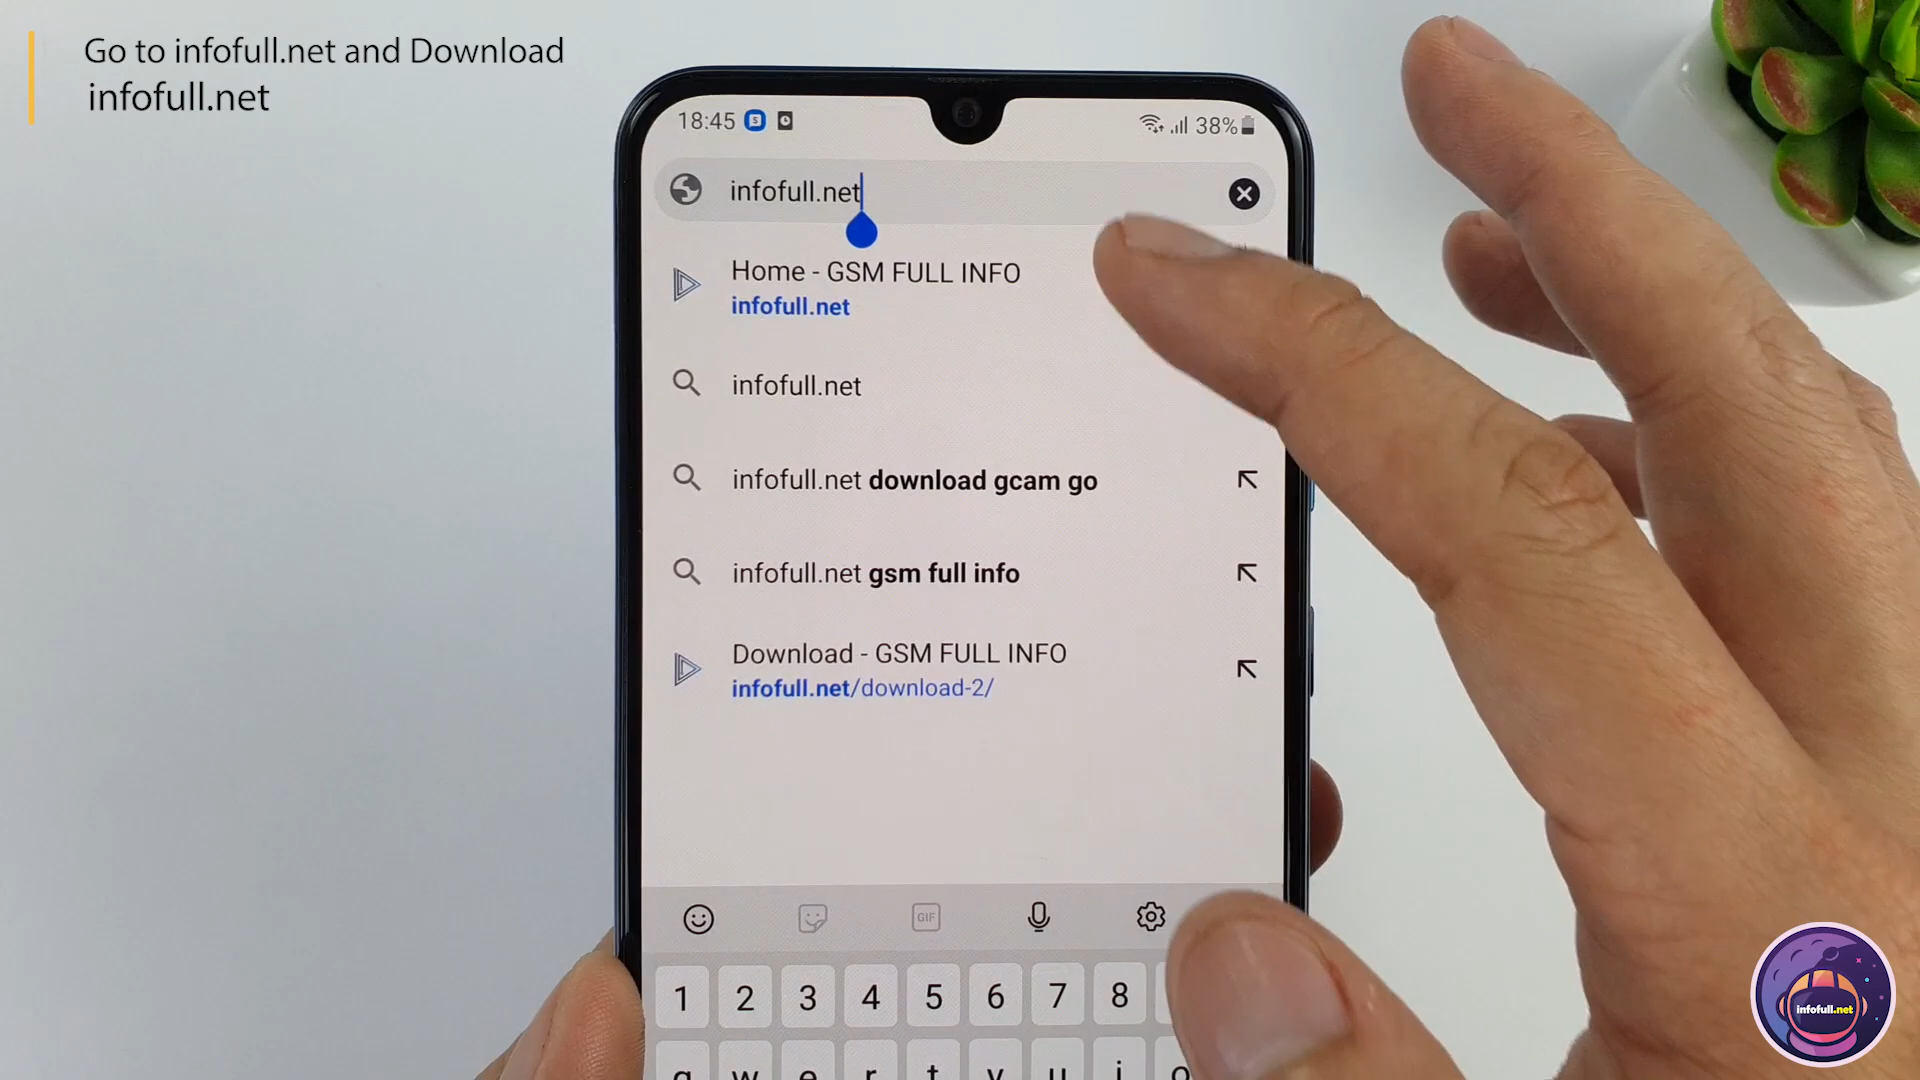 Go to infofull.net and Download
infofull.net
18:45 S 38%
infofull.net
Home - GSM FULL INFO
infofull.net
infofull.net
infofull.net download gcam go
infofull.net gsm full info
Download - GSM FULL INFO
infofull.net/download-2/
GIF
1 2 3 4 5 6 7 8
q w e r t y u i o
infofull.net